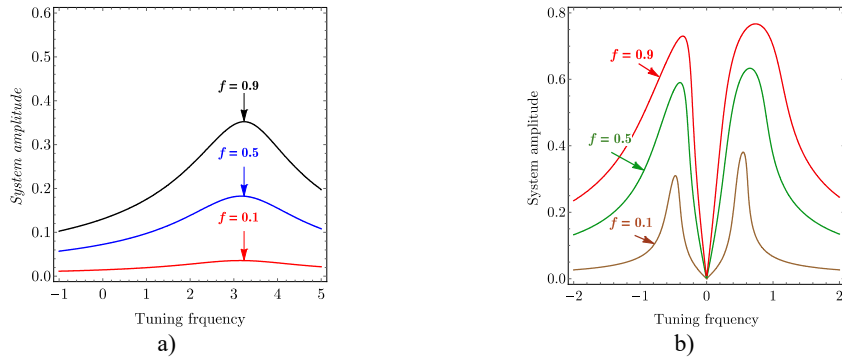 0.6
0.5
0.4
0.3
0.2
0.1
0.0
System amplitude
f = 0.9
f = 0.5
f = 0.1
-1 0 1 2 3 4 5
Tuning frquency
a)
0.8
0.6
0.4
0.2
0.0
System amplitude
f = 0.9
f = 0.5
f = 0.1
-2 -1 0 1 2
Tuning frquency
b)